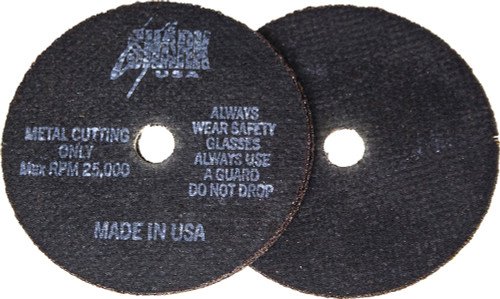 SHARK
USA
METAL CUTTING
ONLY
Max RPM 25,000
ALWAYS
WEAR SAFETY
GLASSES
ALWAYS USE
A GUARD
DO NOT DROP
MADE IN USA